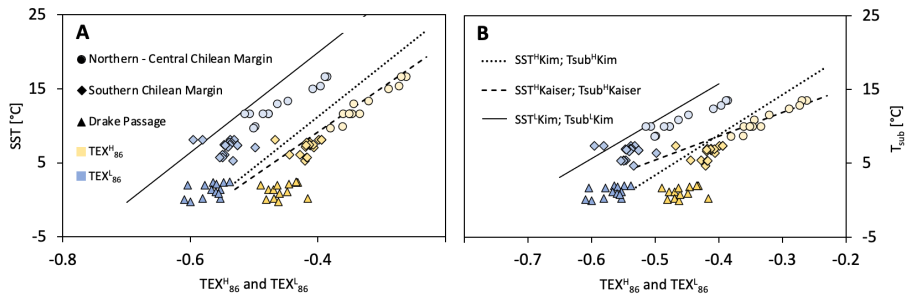 A
Northern - Central Chilean Margin
Southern Chilean Margin
Drake Passage
TEXᴴ₈₆
TEXᴸ₈₆
25
15
5
-5
SST [°C]
-0.8
-0.6
-0.4
TEXᴴ₈₆ and TEXᴸ₈₆
B
SSTᴴKim; TsubᴴKim
SSTᴴKaiser; TsubᴴKaiser
SSTᴸKim; TsubᴸKim
25
15
5
-5
T_sub [°C]
-0.7
-0.6
-0.5
-0.4
-0.3
-0.2
TEXᴴ₈₆ and TEXᴸ₈₆